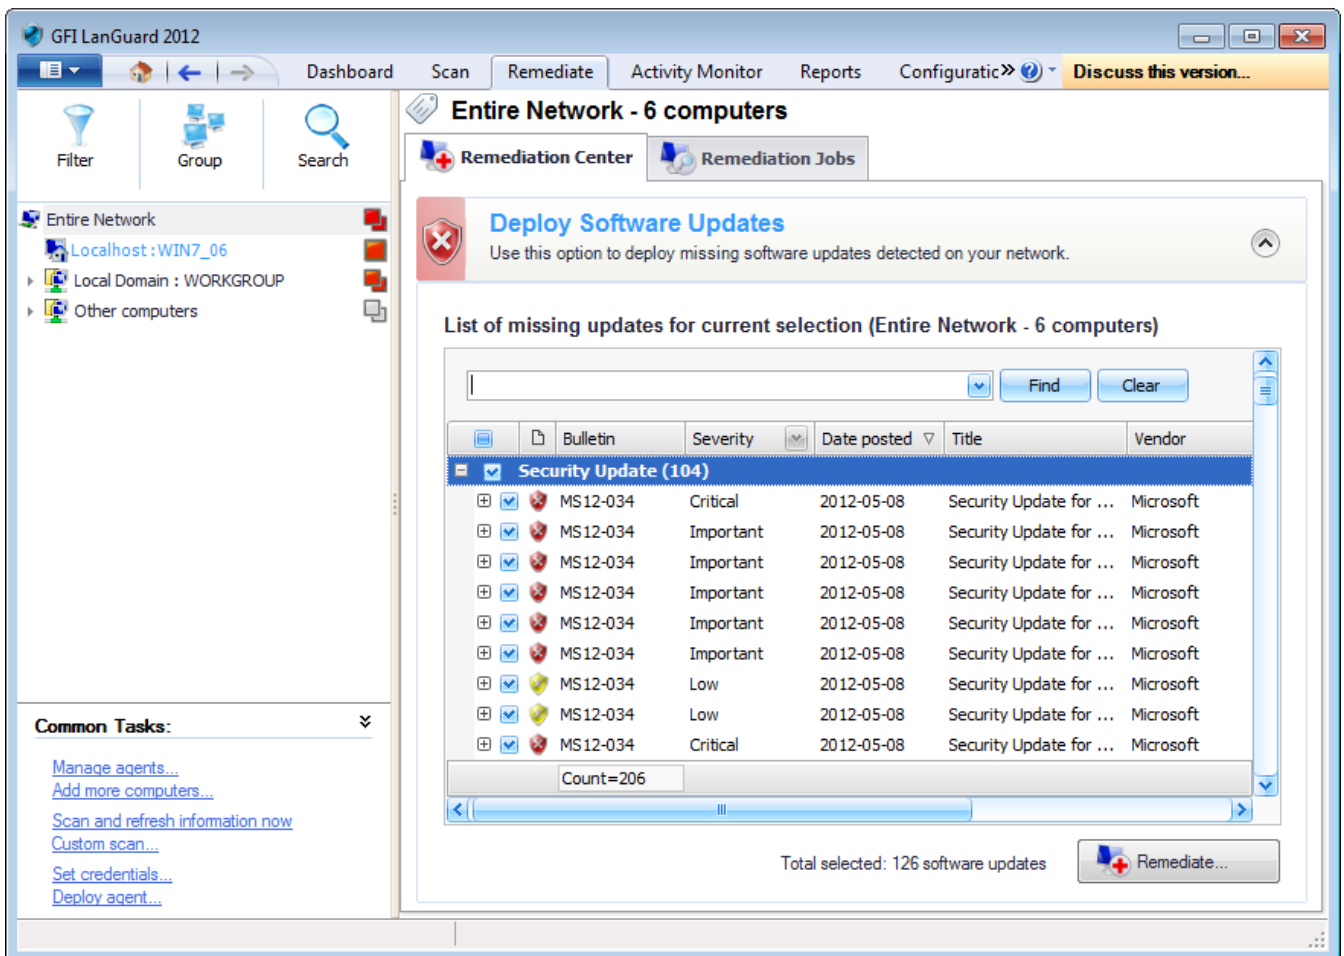 GFI LanGuard 2012
Dashboard Scan Remediate Activity Monitor Reports Configuratic» Discuss this version...
Filter Group Search
Entire Network
Localhost : WIN7_06
Local Domain : WORKGROUP
Other computers
Common Tasks:
Manage agents...
Add more computers...
Scan and refresh information now
Custom scan...
Set credentials...
Deploy agent...
Entire Network - 6 computers
Remediation Center Remediation Jobs
Deploy Software Updates
Use this option to deploy missing software updates detected on your network.
List of missing updates for current selection (Entire Network - 6 computers)
Find Clear
Bulletin Severity Date posted Title Vendor
Security Update (104)
MS12-034 Critical 2012-05-08 Security Update for ... Microsoft
MS12-034 Important 2012-05-08 Security Update for ... Microsoft
MS12-034 Important 2012-05-08 Security Update for ... Microsoft
MS12-034 Important 2012-05-08 Security Update for ... Microsoft
MS12-034 Important 2012-05-08 Security Update for ... Microsoft
MS12-034 Important 2012-05-08 Security Update for ... Microsoft
MS12-034 Low 2012-05-08 Security Update for ... Microsoft
MS12-034 Low 2012-05-08 Security Update for ... Microsoft
MS12-034 Critical 2012-05-08 Security Update for ... Microsoft
Count=206
Total selected: 126 software updates Remediate...